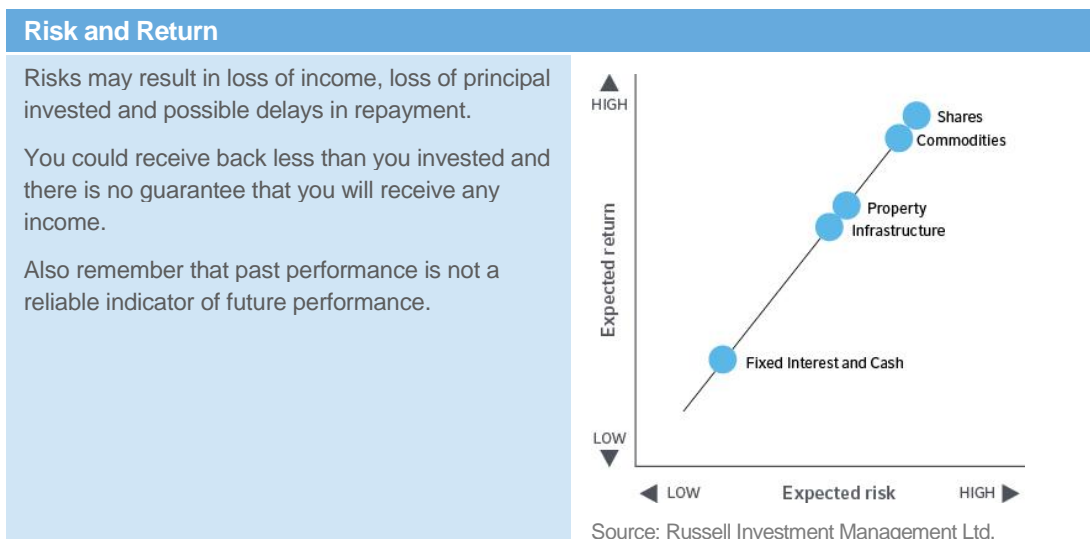 Risk and Return
Risks may result in loss of income, loss of principal
invested and possible delays in repayment.
You could receive back less than you invested and
there is no guarantee that you will receive any
income.
Also remember that past performance is not a
reliable indicator of future performance.
HIGH
Expected return
LOW
Shares
Commodities
Property
Infrastructure
Fixed Interest and Cash
LOW
Expected risk
HIGH
Source: Russell Investment Management Ltd.